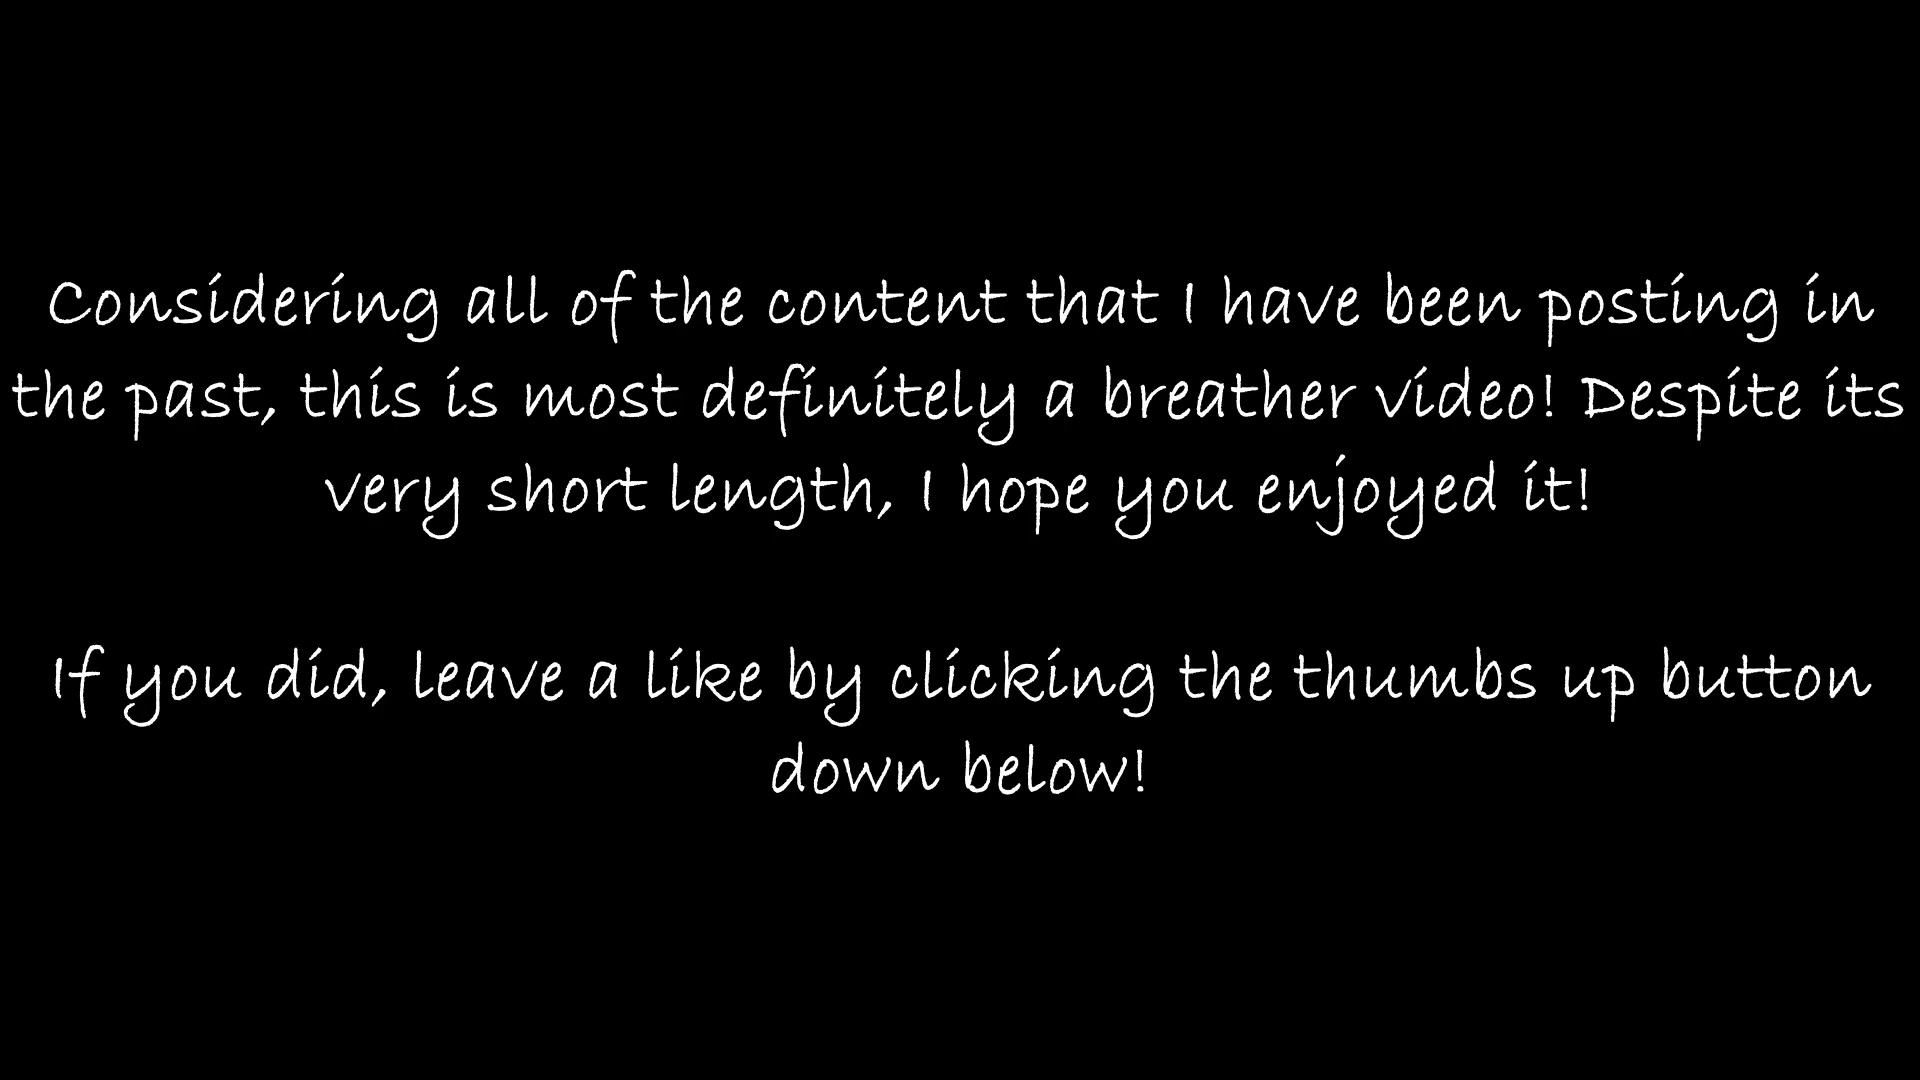 Considering all of the content that I have been posting in
the past, this is most definitely a breather video! Despite its
very short length, I hope you enjoyed it!
If you did, leave a like by clicking the thumbs up button
down below!